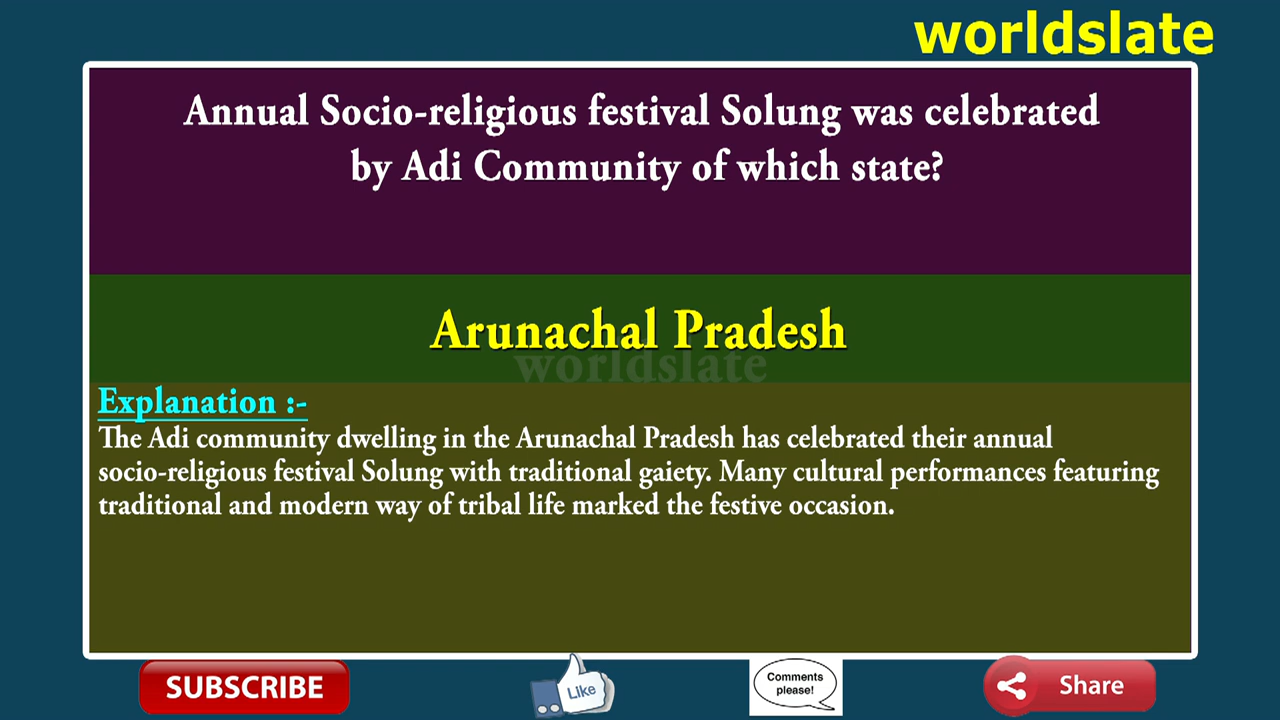 worldslate
Annual Socio-religious festival Solung was celebrated
by Adi Community of which state?
Arunachal Pradesh
worldslate
Explanation :-
The Adi community dwelling in the Arunachal Pradesh has celebrated their annual
socio-religious festival Solung with traditional gaiety. Many cultural performances featuring
traditional and modern way of tribal life marked the festive occasion.
SUBSCRIBE
Like
Comments
please!
Share